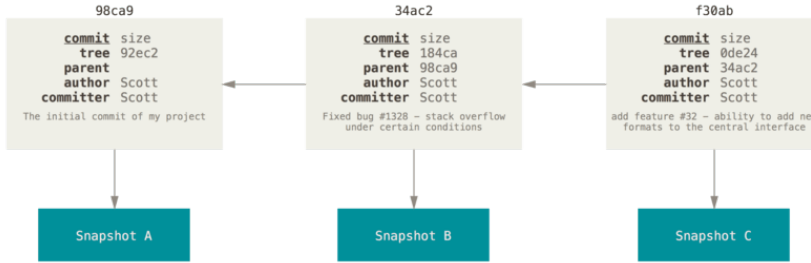 98ca9
commit size
tree 92ec2
parent
author Scott
committer Scott
The initial commit of my project
Snapshot A
34ac2
commit size
tree 184ca
parent 98ca9
author Scott
committer Scott
Fixed bug #1328 – stack overflow
under certain conditions
Snapshot B
f30ab
commit size
tree 0de24
parent 34ac2
author Scott
committer Scott
add feature #32 – ability to add ne
formats to the central interface
Snapshot C